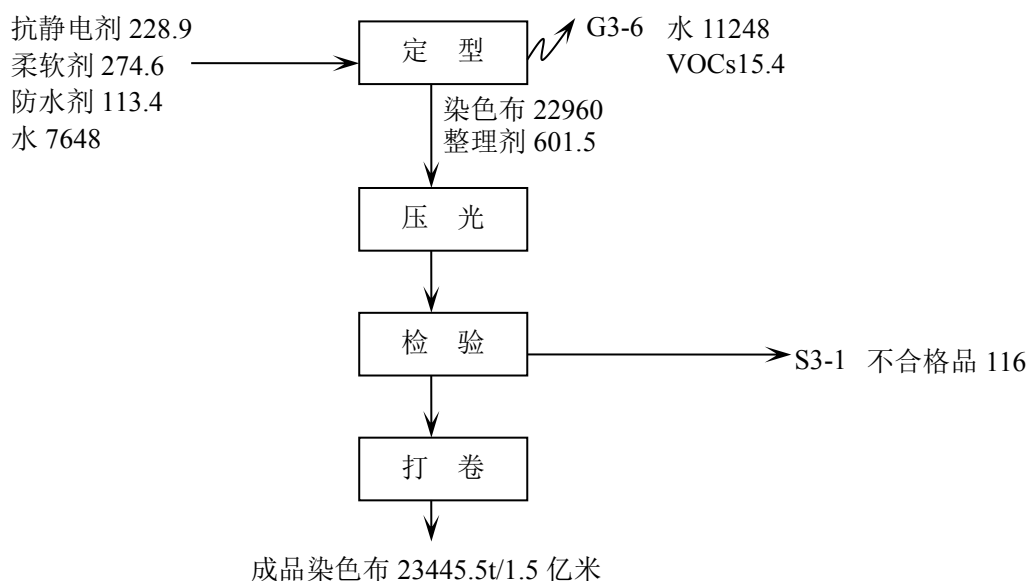 抗静电剂 228.9
柔软剂 274.6
防水剂 113.4
水 7648
定 型
G3-6 水 11248
VOCs15.4
染色布 22960
整理剂 601.5
压 光
检 验
S3-1 不合格品 116
打 卷
成品染色布 23445.5t/1.5 亿米